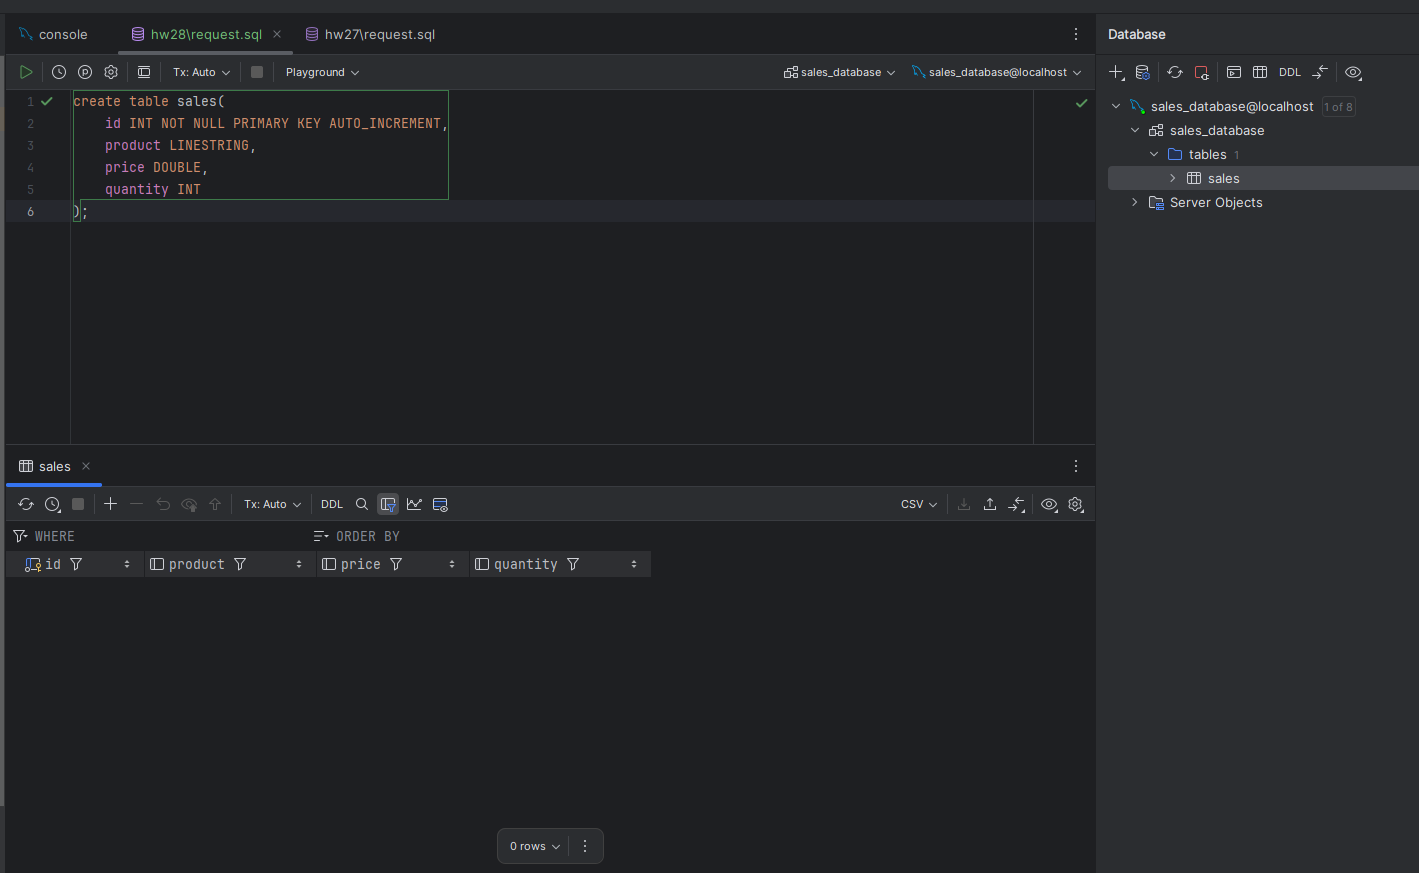 console
hw28\request.sql
hw27\request.sql
Database
Tx: Auto
Playground
sales_database
sales_database@localhost
DDL
1 create table sales(
2 id INT NOT NULL PRIMARY KEY AUTO_INCREMENT,
3 product LINESTRING,
4 price DOUBLE,
5 quantity INT
6 );
sales_database@localhost 1 of 8
sales_database
tables 1
sales
Server Objects
sales
Tx: Auto
DDL
CSV
WHERE
ORDER BY
id
product
price
quantity
0 rows